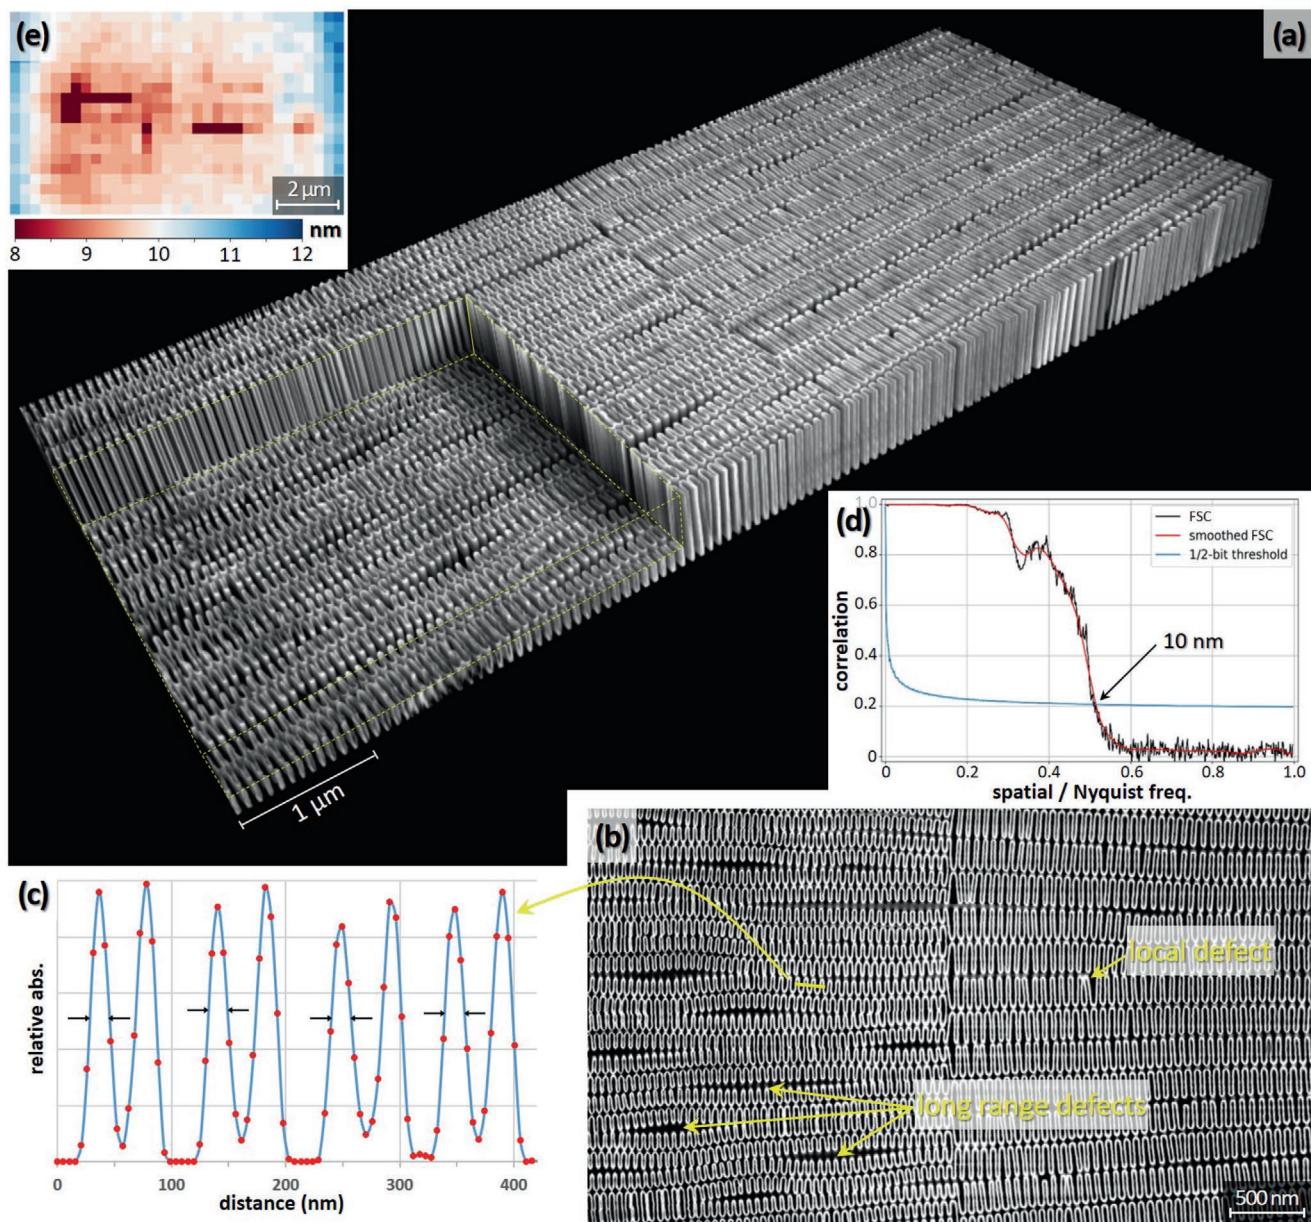 (e)
(a)
2 µm
nm
8 9 10 11 12
1 µm
(d)
FSC
smoothed FSC
1/2-bit threshold
1.0
0.8
0.6
0.4
0.2
0
correlation
10 nm
0 0.2 0.4 0.6 0.8 1.0
spatial / Nyquist freq.
(b)
local defect
long range defects
500 nm
(c)
relative abs.
0 100 200 300 400
distance (nm)